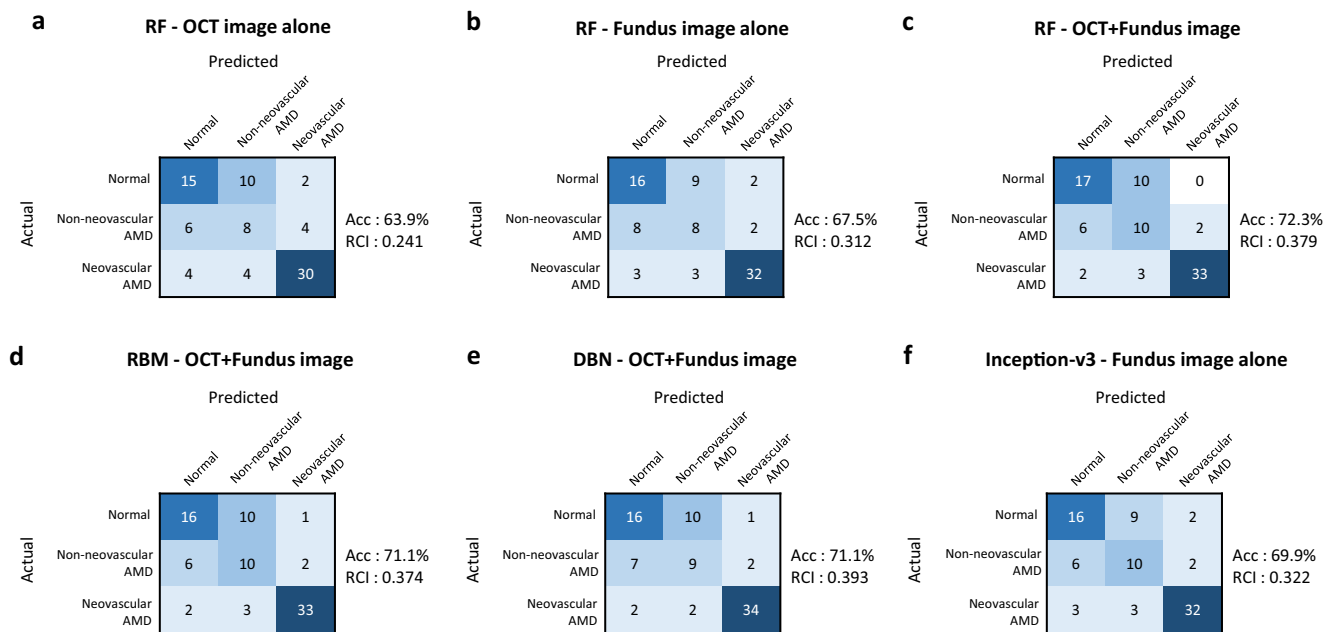 a RF - OCT image alone
Predicted
Normal
Non-neovascular
AMD
Neovascular
AMD
Actual
Normal 15 10 2
Non-neovascular
AMD 6 8 4
Neovascular
AMD 4 4 30
Acc : 63.9%
RCI : 0.241
b RF - Fundus image alone
Predicted
Normal
Non-neovascular
AMD
Neovascular
AMD
Actual
Normal 16 9 2
Non-neovascular
AMD 8 8 2
Neovascular
AMD 3 3 32
Acc : 67.5%
RCI : 0.312
c RF - OCT+Fundus image
Predicted
Normal
Non-neovascular
AMD
Neovascular
AMD
Actual
Normal 17 10 0
Non-neovascular
AMD 6 10 2
Neovascular
AMD 2 3 33
Acc : 72.3%
RCI : 0.379
d RBM - OCT+Fundus image
Predicted
Normal
Non-neovascular
AMD
Neovascular
AMD
Actual
Normal 16 10 1
Non-neovascular
AMD 6 10 2
Neovascular
AMD 2 3 33
Acc : 71.1%
RCI : 0.374
e DBN - OCT+Fundus image
Predicted
Normal
Non-neovascular
AMD
Neovascular
AMD
Actual
Normal 16 10 1
Non-neovascular
AMD 7 9 2
Neovascular
AMD 2 2 34
Acc : 71.1%
RCI : 0.393
f Inception-v3 - Fundus image alone
Predicted
Normal
Non-neovascular
AMD
Neovascular
AMD
Actual
Normal 16 9 2
Non-neovascular
AMD 6 10 2
Neovascular
AMD 3 3 32
Acc : 69.9%
RCI : 0.322